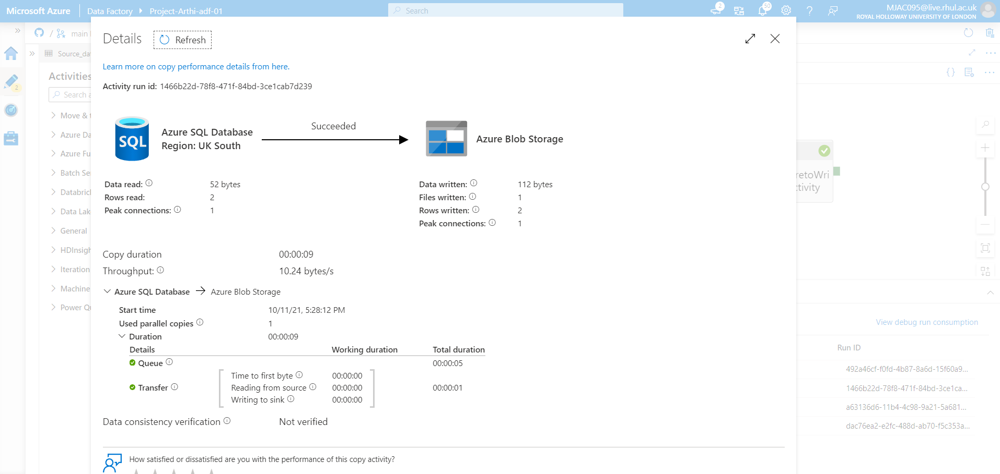 Microsoft Azure
Data Factory
Project-Arthi-adf-01
Search
2
50
MJAC095@live.rhul.ac.uk
ROYAL HOLLOWAY UNIVERSITY OF LONDON
/
main
Source_da
Activities
2
Search a
Move & t
Azure Da
Azure Fu
Batch Se
Databric
Data Lak
General
HDInsigh
Iteration
Machine
Power Qu
Details
Refresh
Learn more on copy performance details from here.
Activity run id: 1466b22d-78f8-471f-84bd-3ce1cab7d239
SQL
Azure SQL Database
Region: UK South
Succeeded
Azure Blob Storage
Data read: 52 bytes
Rows read: 2
Peak connections: 1
Data written: 112 bytes
Files written: 1
Rows written: 2
Peak connections: 1
Copy duration 00:00:09
Throughput: 10.24 bytes/s
Azure SQL Database → Azure Blob Storage
Start time 10/11/21, 5:28:12 PM
Used parallel copies 1
Duration 00:00:09
Details Working duration Total duration
Queue 00:00:05
Time to first byte 00:00:00
Transfer Reading from source 00:00:00 00:00:01
Writing to sink 00:00:00
Data consistency verification Not verified
How satisfied or dissatisfied are you with the performance of this copy activity?
{}
retoWri
tivity
View debug run consumption
Run ID
492a46cf-f0fd-4b87-8a6d-15f60a9...
1466b22d-78f8-471f-84bd-3ce1ca...
a63136d6-11b4-4c98-9a21-5a681...
dac76ea2-e2fc-488d-ab70-f5c353a...